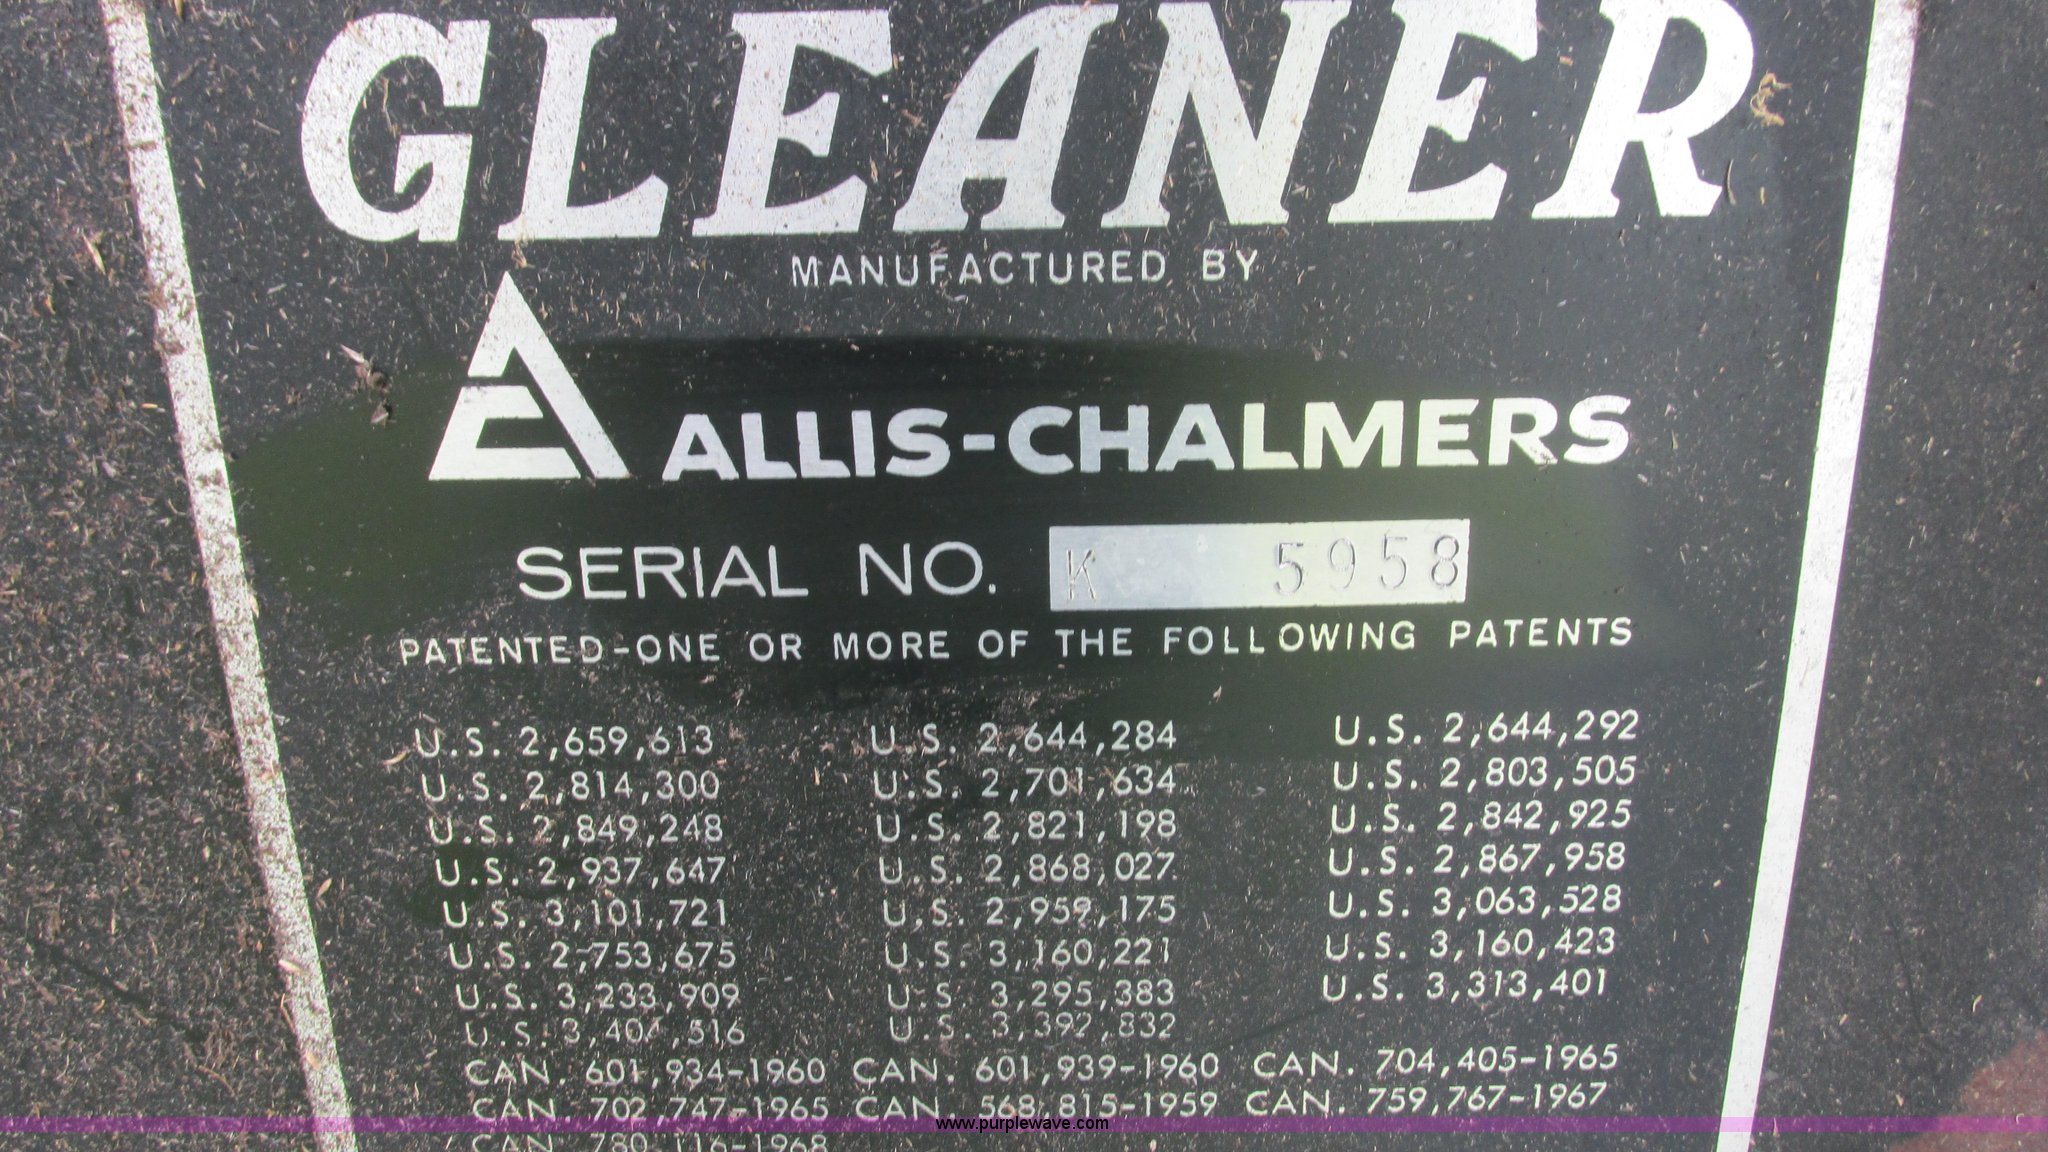 GLEANER
MANUFACTURED BY
ALLIS-CHALMERS
SERIAL NO. K 5958
PATENTED-ONE OR MORE OF THE FOLLOWING PATENTS
U.S. 2,659,613 U.S. 2,644,284 U.S. 2,644,292
U.S. 2,814,300 U.S. 2,701,634 U.S. 2,803,505
U.S. 2,849,248 U.S. 2,821,198 U.S. 2,842,925
U.S. 2,937,647 U.S. 2,868,027 U.S. 2,867,958
U.S. 3,101,721 U.S. 2,959,175 U.S. 3,063,528
U.S. 2,753,675 U.S. 3,160,221 U.S. 3,160,423
U.S. 3,233,909 U.S. 3,295,383 U.S. 3,313,401
U.S. U.S. 3,392,832
CAN. 601,934-1960 CAN. 601,939-1960 CAN. 704,405-1965
CAN. 702,747-1965 CAN. 568,815-1959 CAN. 759,767-1967
CAN. 780,116-1968
www.purplewave.com